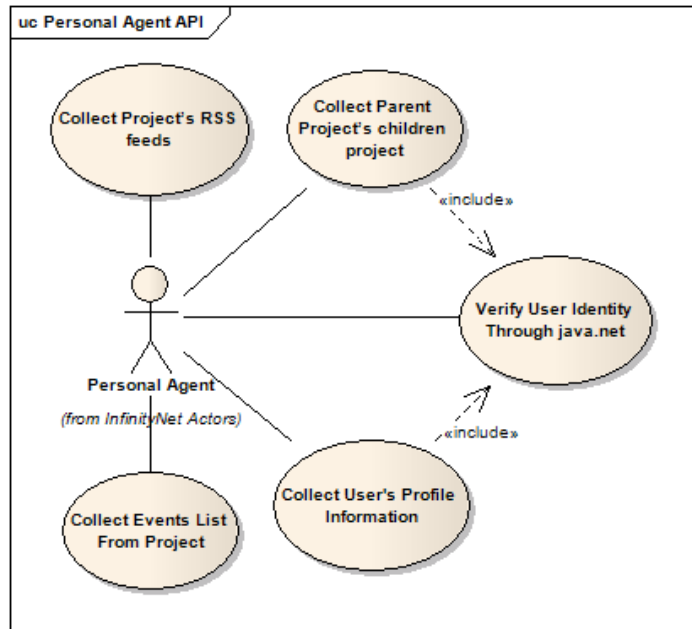 uc Personal Agent API
Collect Project's RSS
feeds
Collect Parent
Project's children
project
«include»
Verify User Identity
Through java.net
Personal Agent
(from InfinityNet Actors)
«include»
Collect User's Profile
Information
Collect Events List
From Project